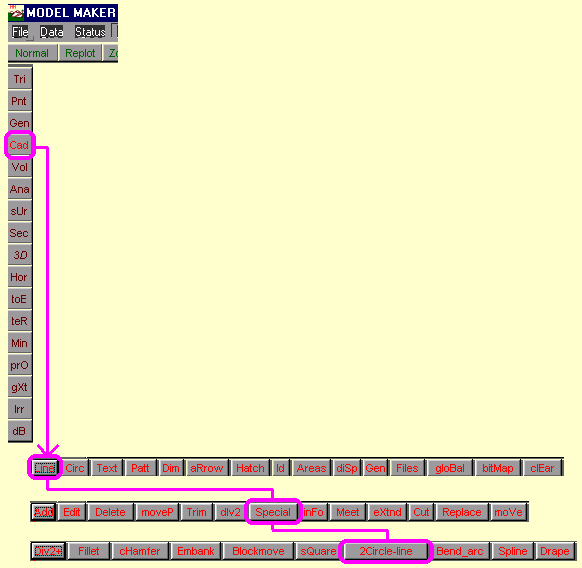 MODEL MAKER
File Data Status
Normal Replot
Tri
Pnt
Gen
Cad
Vol
Ana
sUr
Sec
3D
Hor
toE
teR
Min
prO
gXt
Irr
dB
Line Circ Text Patt Dim aRrow Hatch Id Areas diSp Gen Files gloBal bitMap clEar
Add Edit Delete moveP Trim dIv2 Special inFo Meet eXtnd Cut Replace moVe
Div2+ Fillet cHamfer Embank Blockmove sQuare 2Circle-line Bend_arc Spline Drape